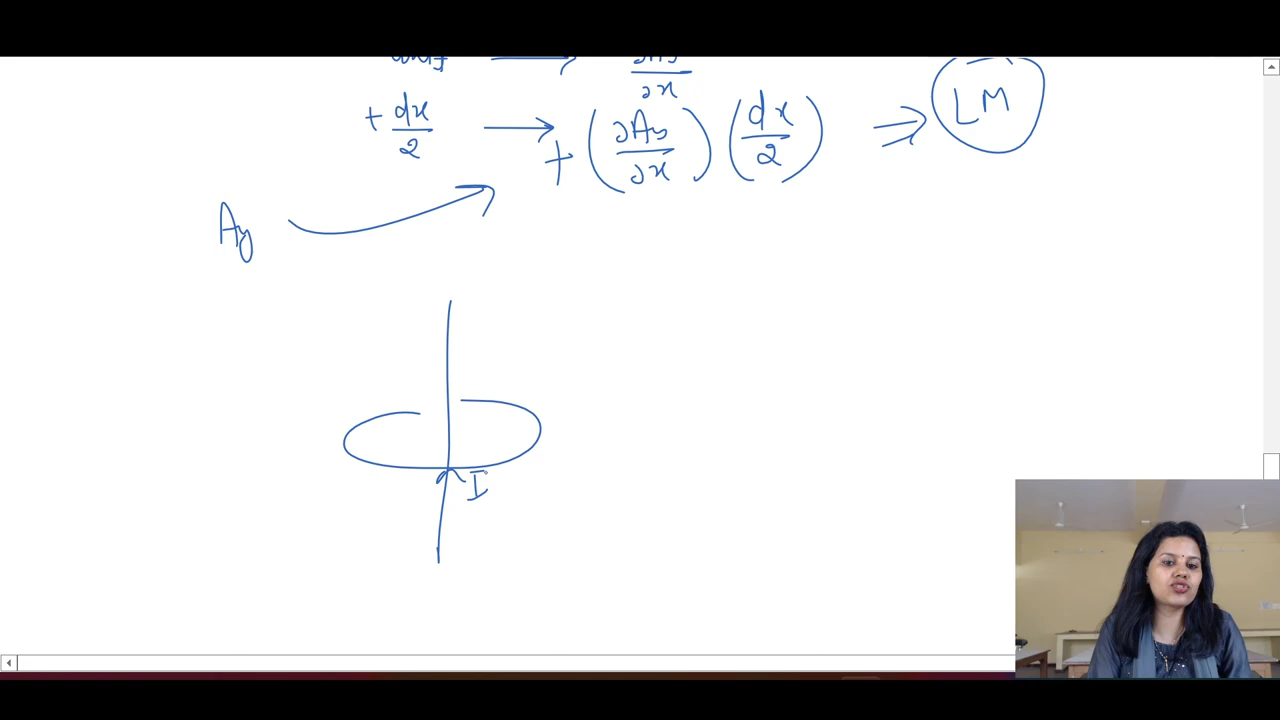 ∂x
+ dx/2 → + (∂Ay/∂x) (dx/2) ⇒ LM
Ay
I